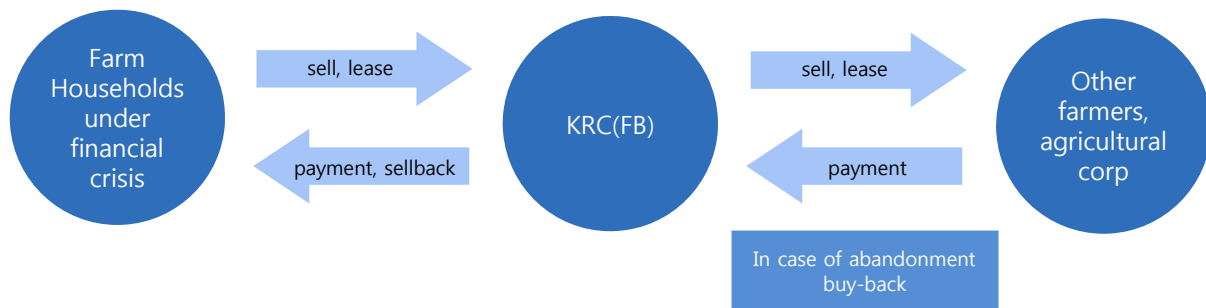 Farm
Households
under
financial
crisis
sell, lease
payment, sellback
KRC(FB)
sell, lease
payment
In case of abandonment
buy-back
Other
farmers,
agricultural
corp